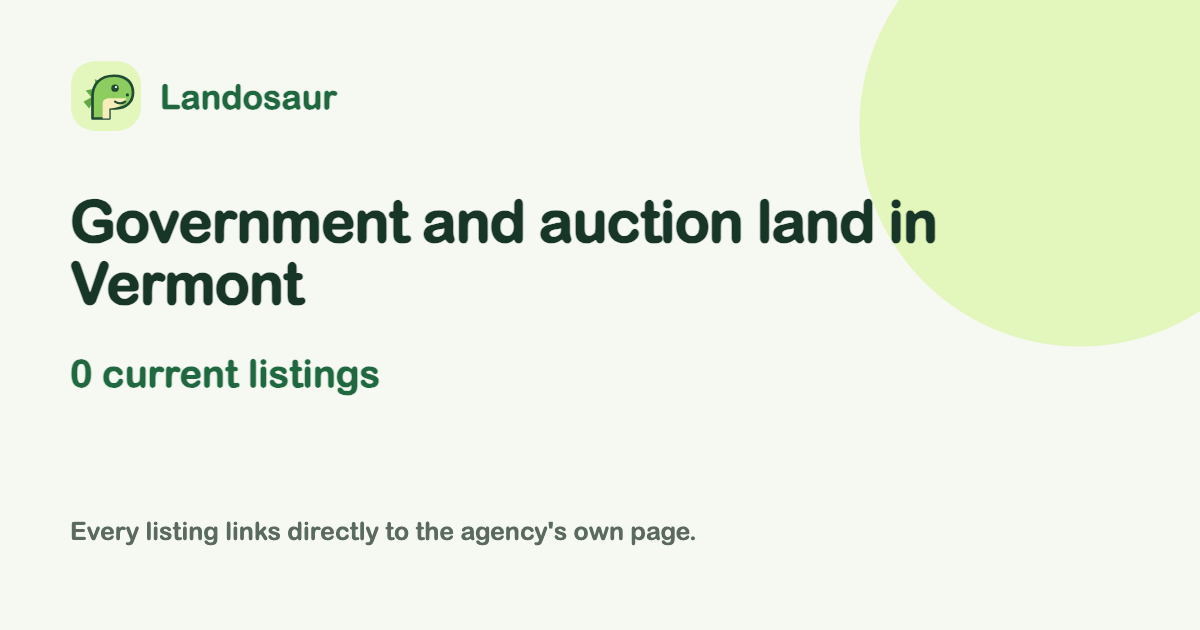 Landosaur
Government and auction land in
Vermont
0 current listings
Every listing links directly to the agency's own page.